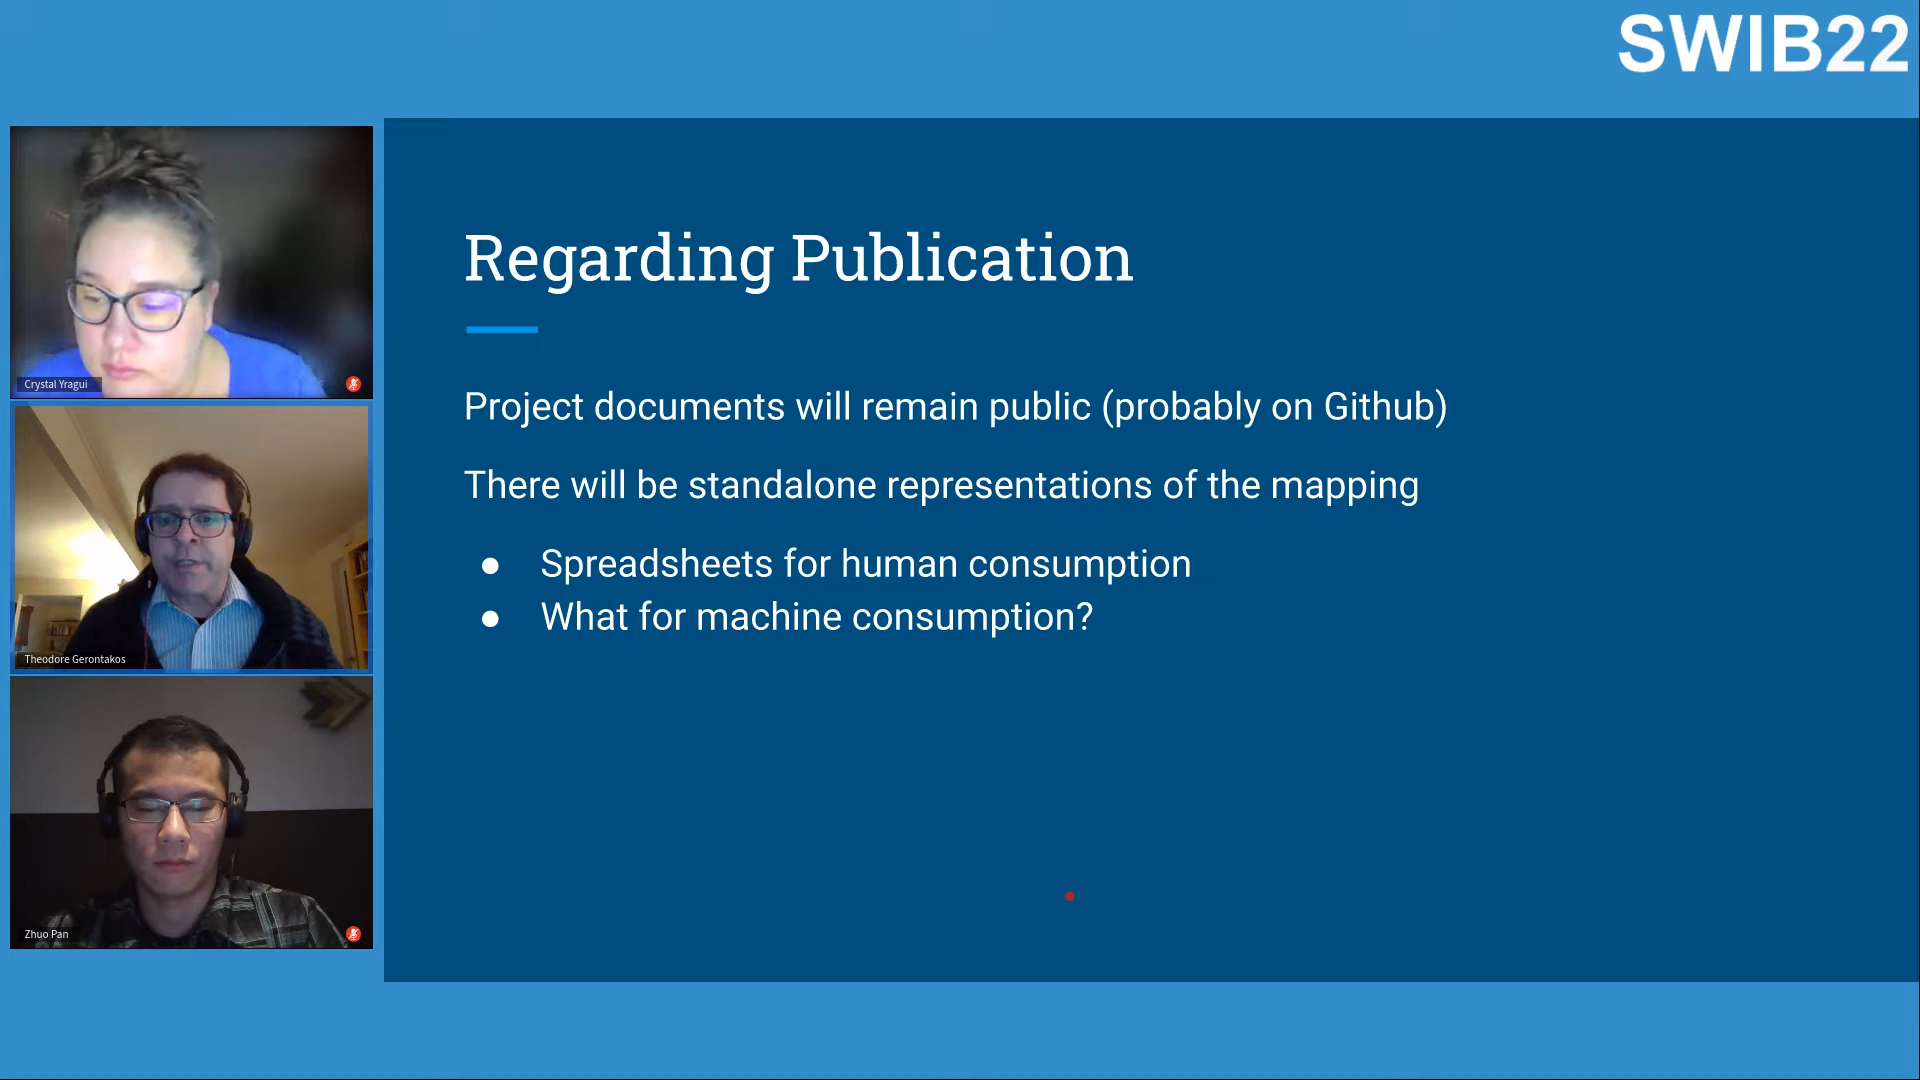 SWIB22
Crystal Yragui
Theodore Gerontakos
Zhuo Pan
Regarding Publication
Project documents will remain public (probably on Github)
There will be standalone representations of the mapping
● Spreadsheets for human consumption
● What for machine consumption?